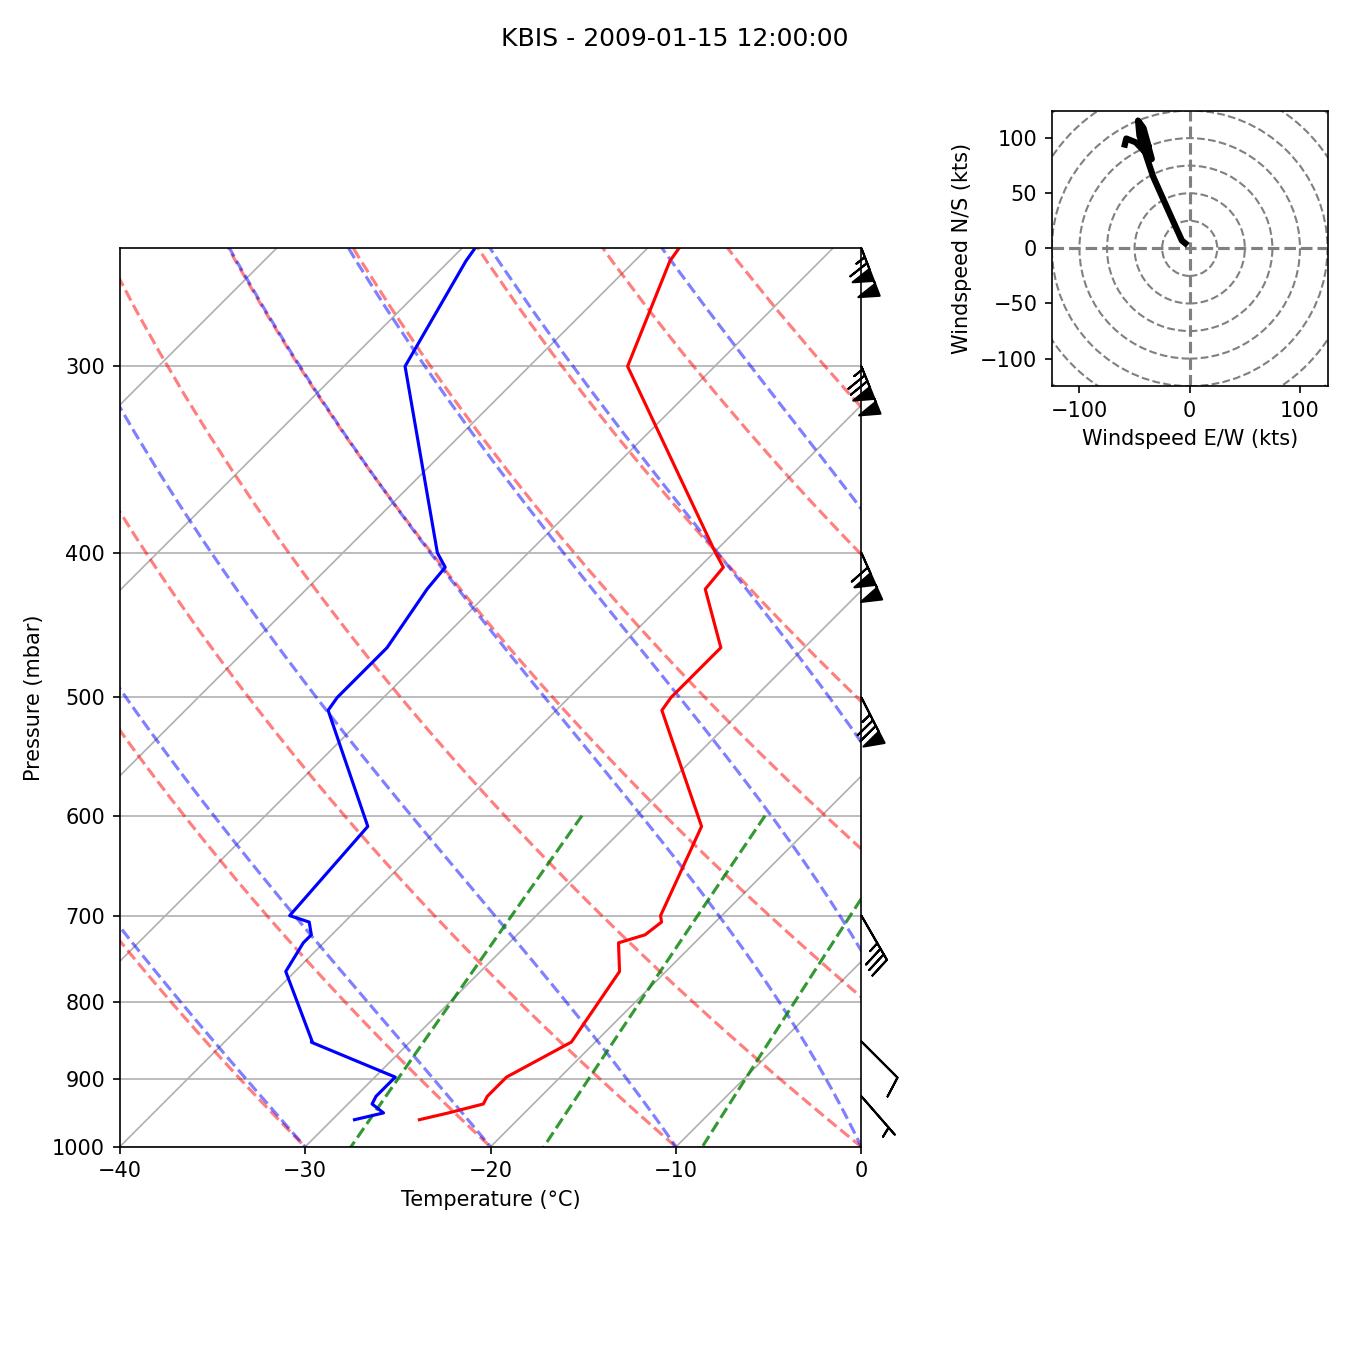 KBIS - 2009-01-15 12:00:00
Windspeed N/S (kts)
100
50
0
−50
−100
−100 0 100
Windspeed E/W (kts)
Pressure (mbar)
300
400
500
600
700
800
900
1000
−40 −30 −20 −10 0
Temperature (°C)